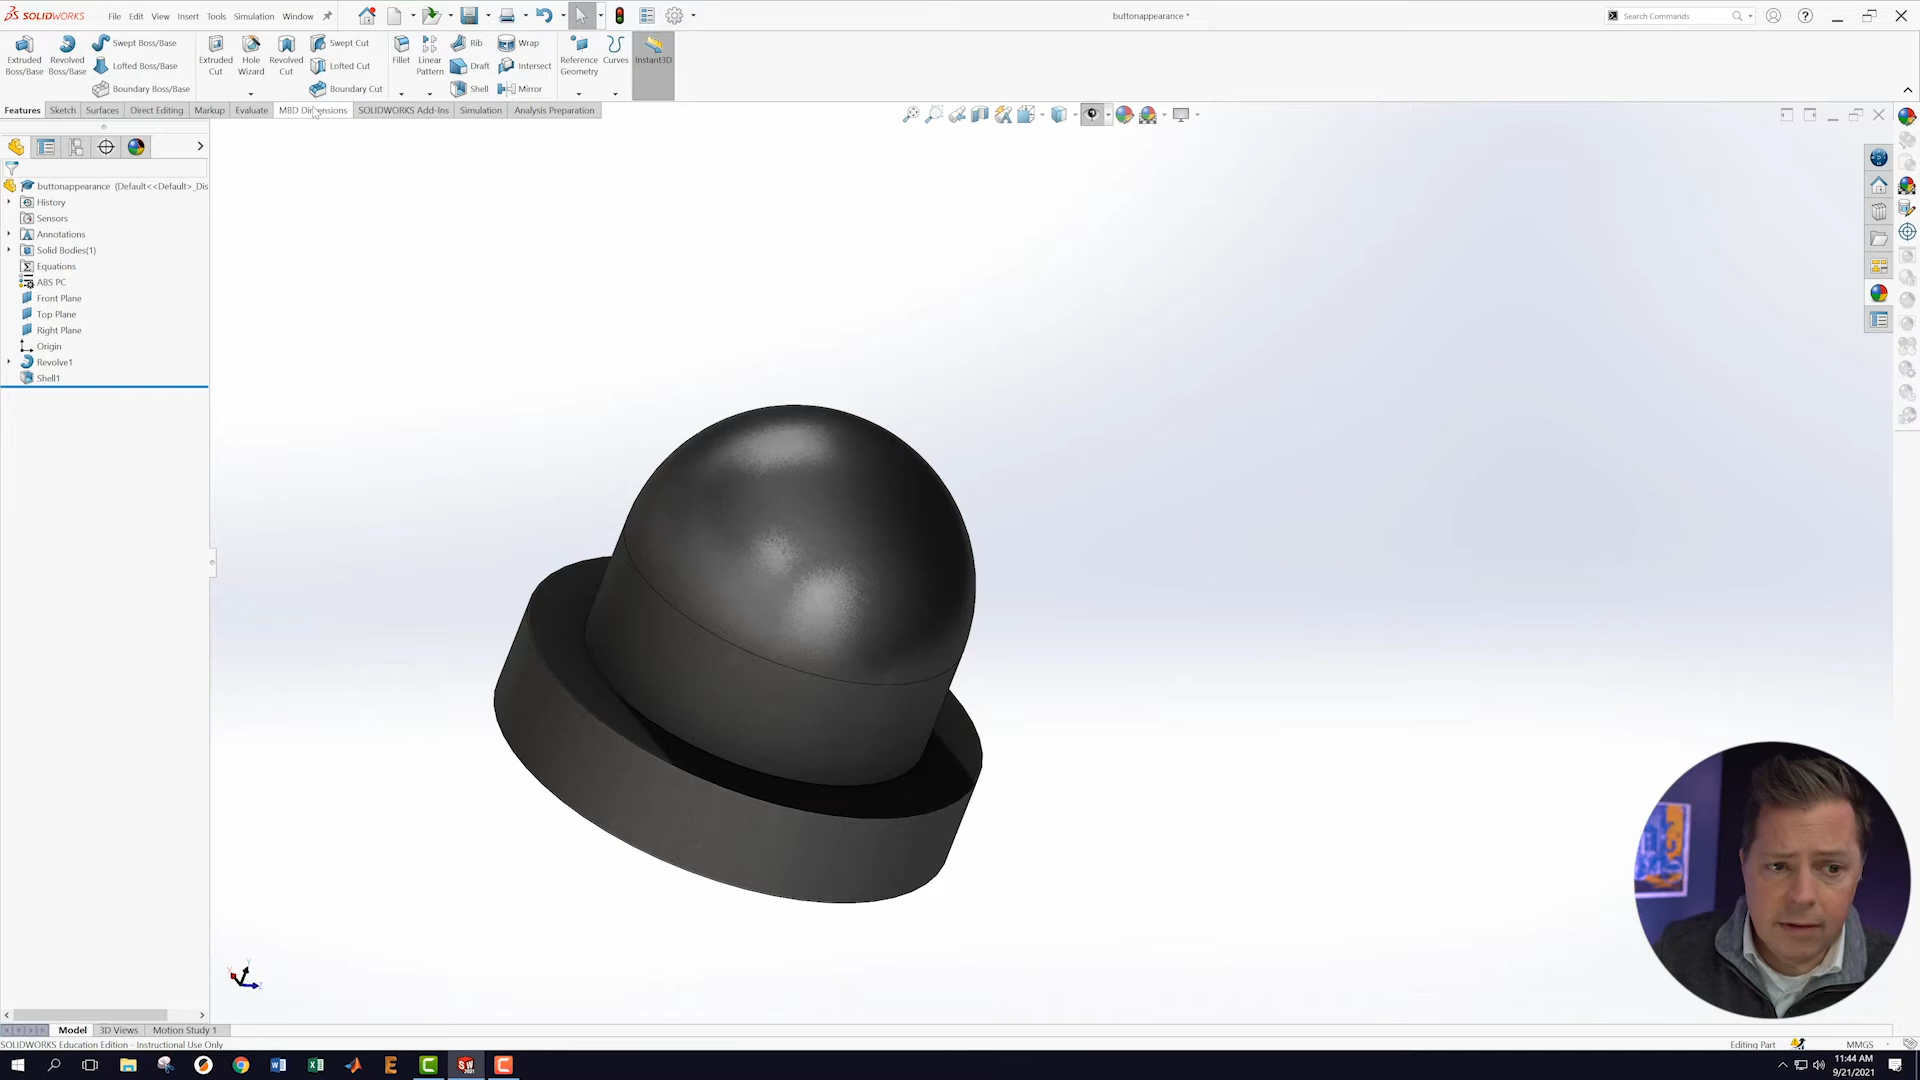 SOLIDWORKS File Edit View Insert Tools Simulation Window
buttonappearance *
Search Commands
Extruded Boss/Base
Revolved Boss/Base
Swept Boss/Base
Lofted Boss/Base
Boundary Boss/Base
Extruded Cut
Hole Wizard
Revolved Cut
Swept Cut
Lofted Cut
Boundary Cut
Fillet
Linear Pattern
Rib
Draft
Shell
Wrap
Intersect
Mirror
Reference Geometry
Curves
Instant3D
Features Sketch Surfaces Direct Editing Markup Evaluate MBD Dimensions SOLIDWORKS Add-Ins Simulation Analysis Preparation
buttonappearance (Default<<Default>_Dis
History
Sensors
Annotations
Solid Bodies(1)
Equations
ABS PC
Front Plane
Top Plane
Right Plane
Origin
Revolve1
Shell1
Model 3D Views Motion Study 1
SOLIDWORKS Education Edition - Instructional Use Only
Editing Part
MMGS
11:44 AM
9/21/2021